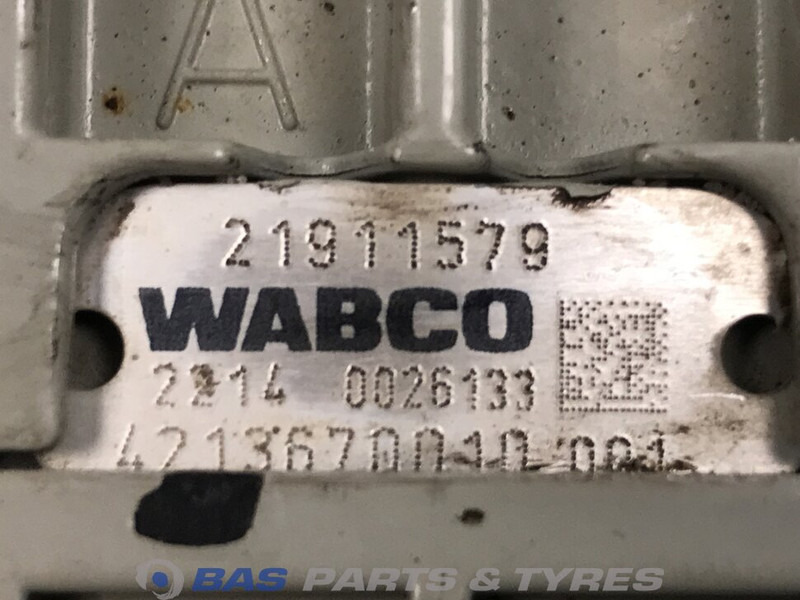 A
21911579
WABCO
2214 0026133
4213670010 001
BAS PARTS & TYRES